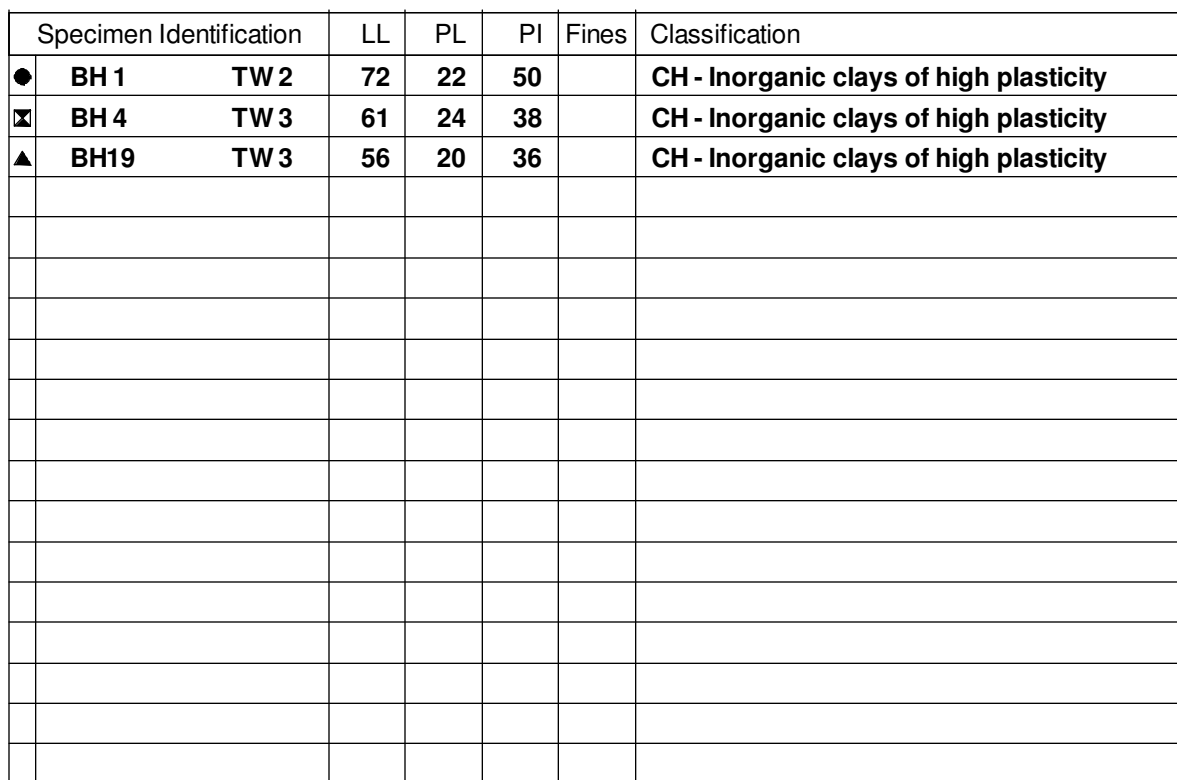 Specimen Identification LL PL PI Fines Classification
BH 1 TW 2 72 22 50 CH - Inorganic clays of high plasticity
BH 4 TW 3 61 24 38 CH - Inorganic clays of high plasticity
BH19 TW 3 56 20 36 CH - Inorganic clays of high plasticity